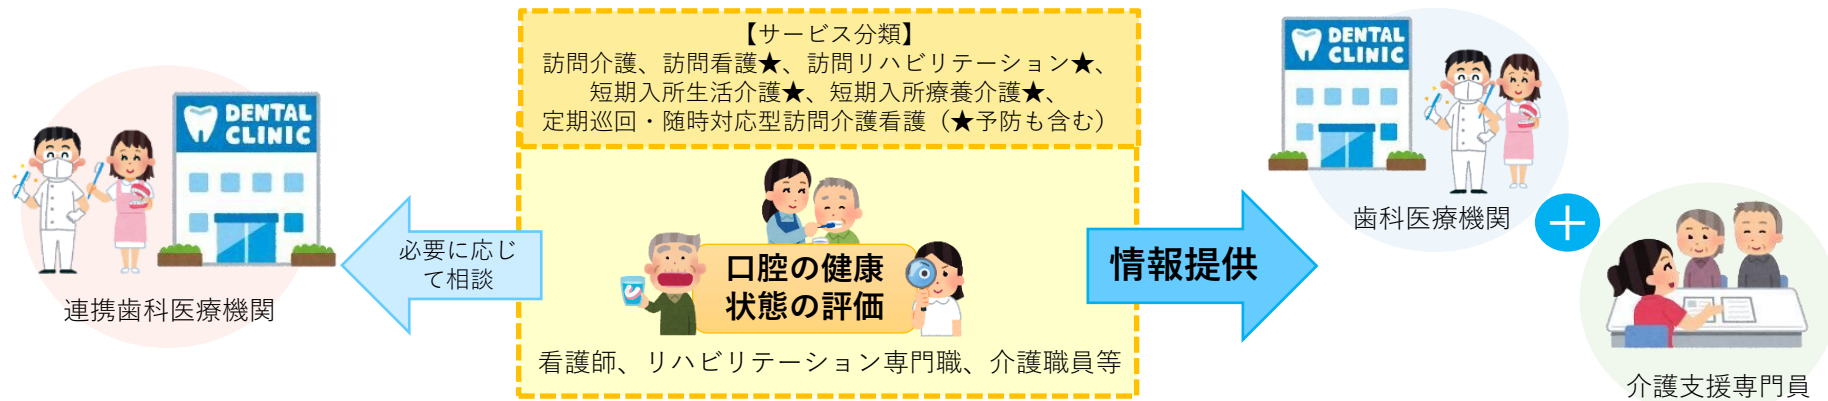 【サービス分類】
訪問介護、訪問看護★、訪問リハビリテーション★、
短期入所生活介護★、短期入所療養介護★、
定期巡回・随時対応型訪問介護看護（★予防も含む）
DENTAL
CLINIC
連携歯科医療機関
必要に応じ
て相談
口腔の健康
状態の評価
看護師、リハビリテーション専門職、介護職員等
情報提供
DENTAL
CLINIC
歯科医療機関
＋
介護支援専門員